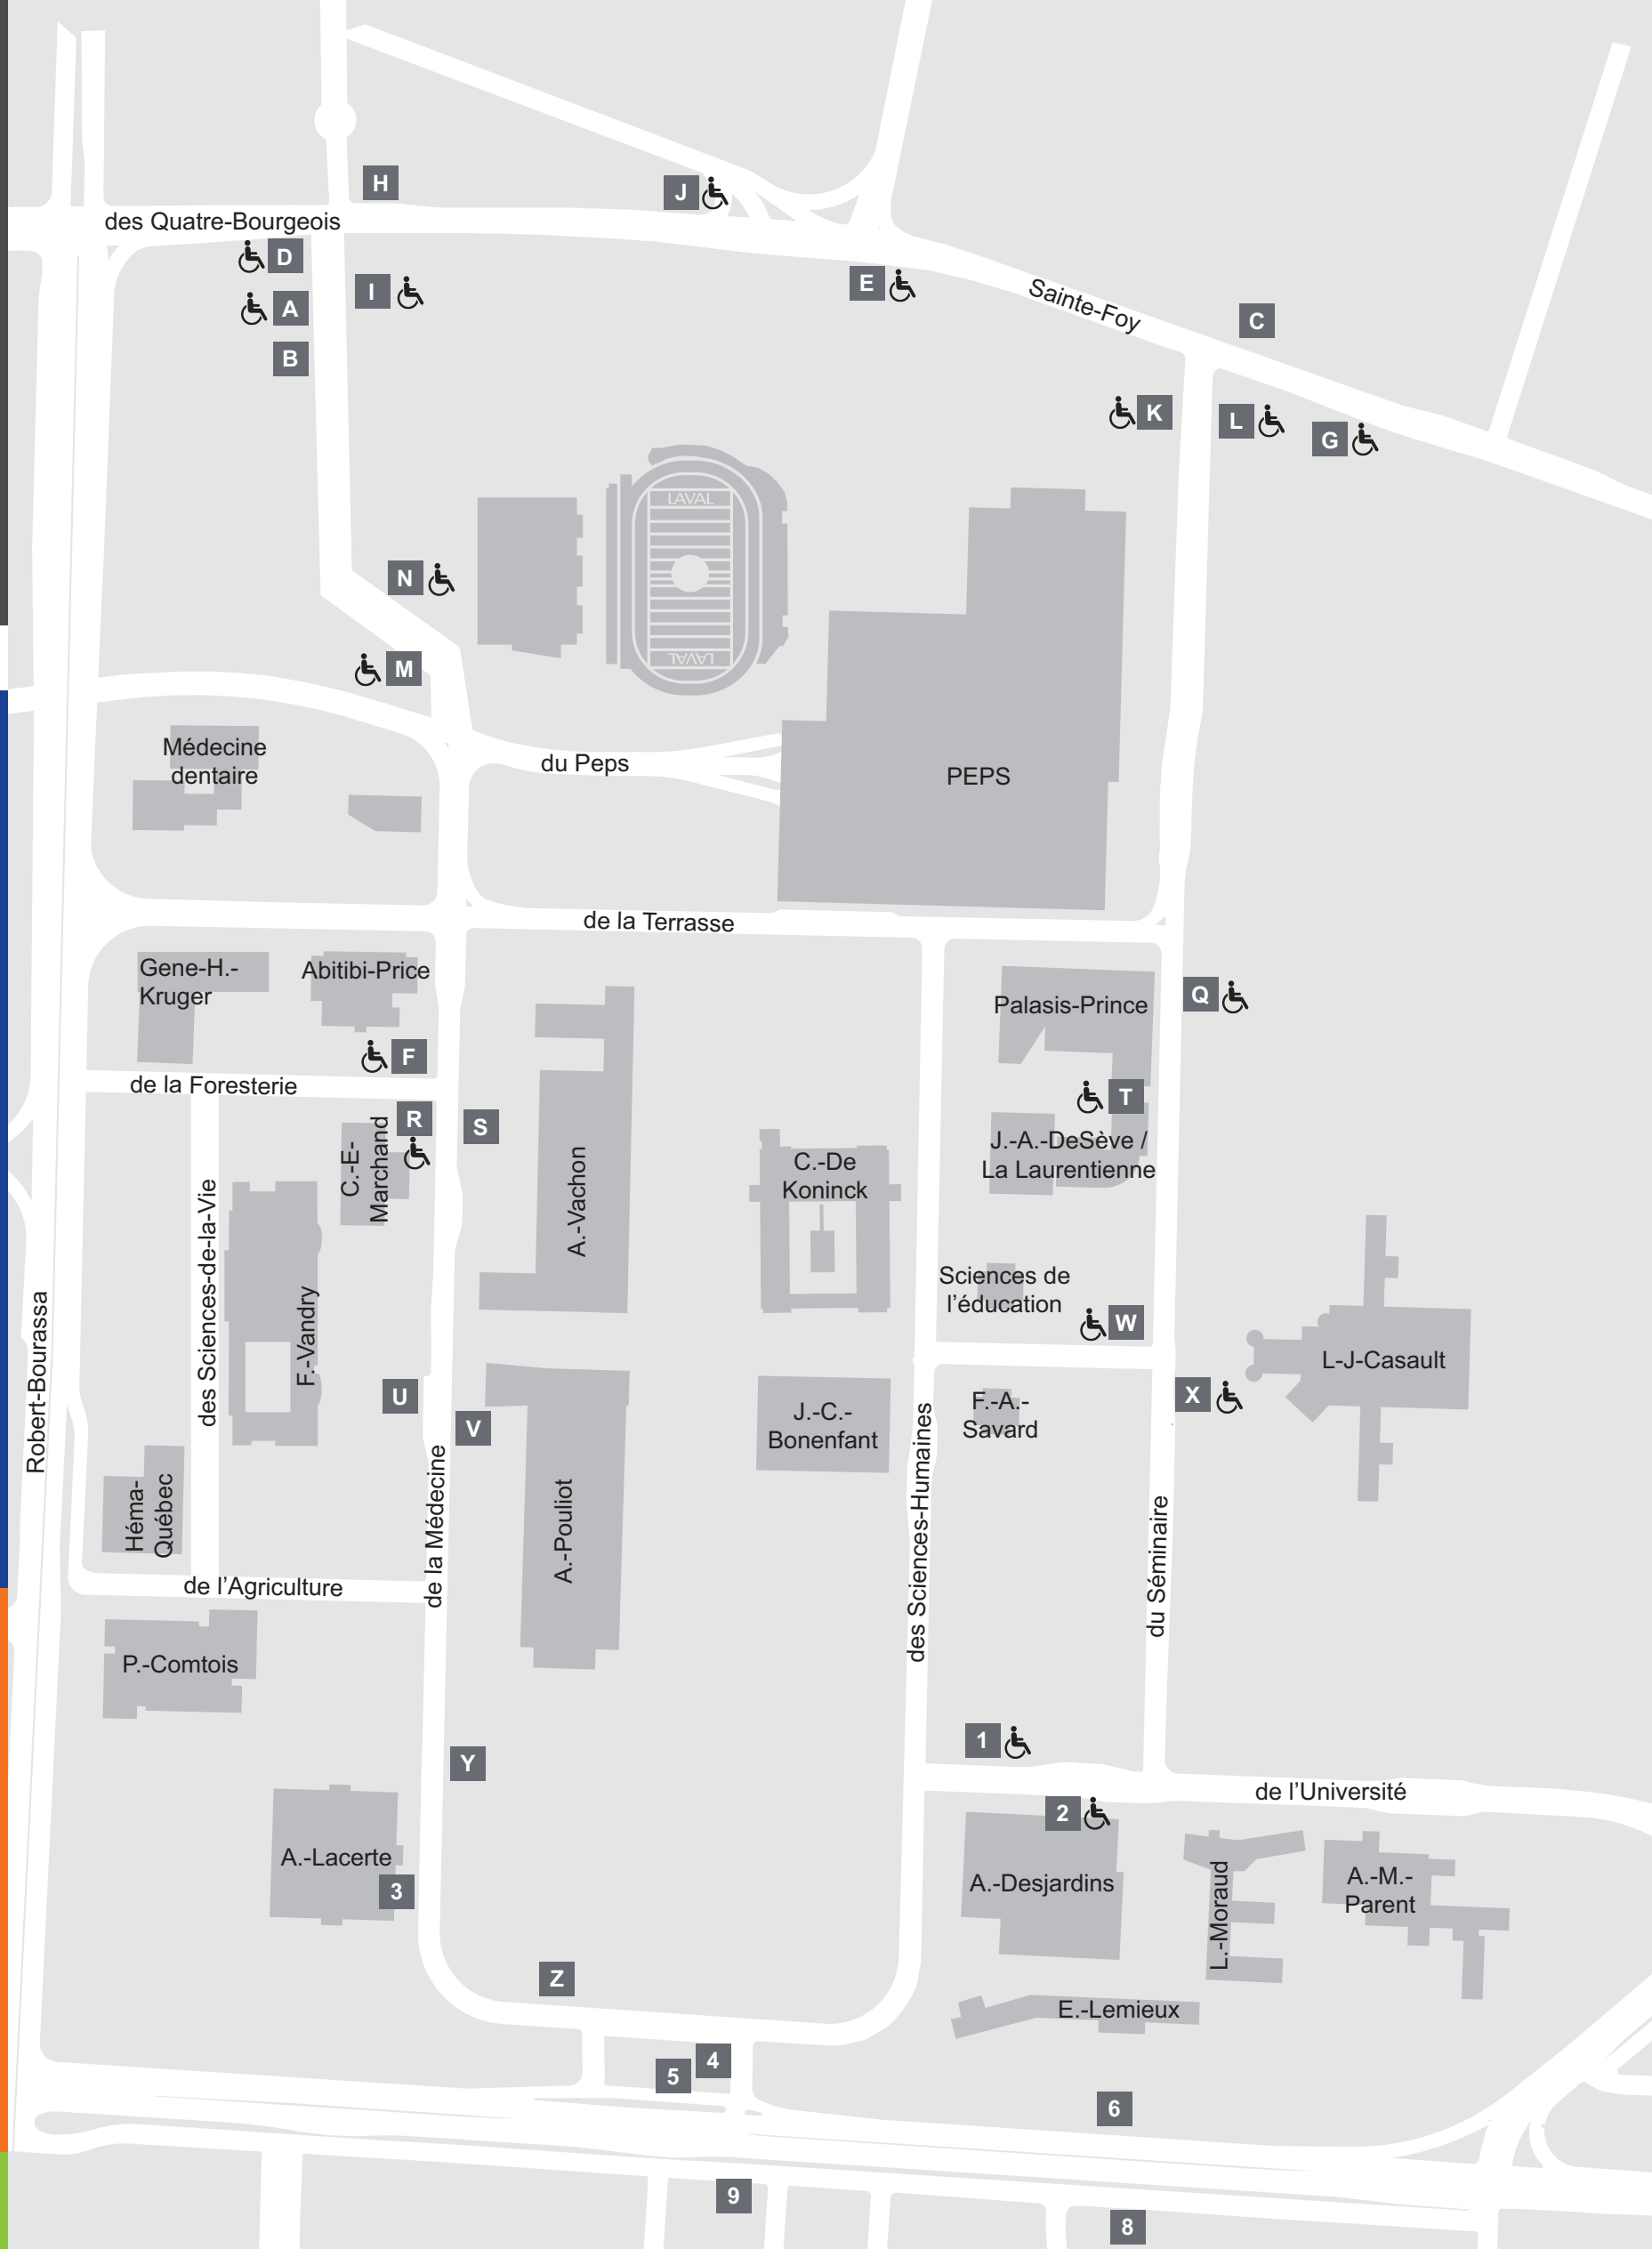 H
J
des Quatre-Bourgeois
D
E
I
Sainte-Foy
A
C
B
K
L
G
LAVAL
N
LAVAL
M
Médecine
dentaire
du Peps
PEPS
de la Terrasse
Gene-H.-
Kruger
Abitibi-Price
Palasis-Prince
Q
F
de la Foresterie
T
R
S
C.-E-
Marchand
J.-A.-DeSève /
La Laurentienne
C.-De
Koninck
A.-Vachon
des Sciences-de-la-Vie
Sciences de
l’éducation
W
F.-Vandry
L-J-Casault
Robert-Bourassa
U
X
V
J.-C.-
Bonenfant
F.-A.-
Savard
Héma-
Québec
de la Médecine
A.-Pouliot
des Sciences-Humaines
du Séminaire
de l’Agriculture
P.-Comtois
1
Y
de l’Université
2
A.-Lacerte
3
A.-Desjardins
L.-Moraud
A.-M.-
Parent
Z
E.-Lemieux
4
5
6
9
8